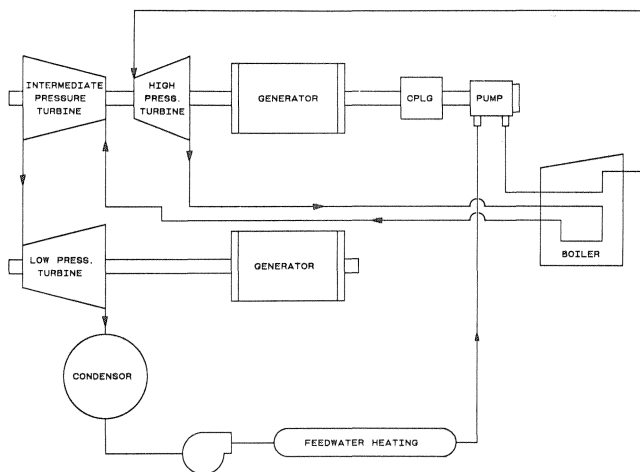 INTERMEDIATE
PRESSURE
TURBINE
HIGH
PRESS.
TURBINE
GENERATOR
CPLG
PUMP
BOILER
LOW PRESS.
TURBINE
GENERATOR
CONDENSOR
FEEDWATER HEATING